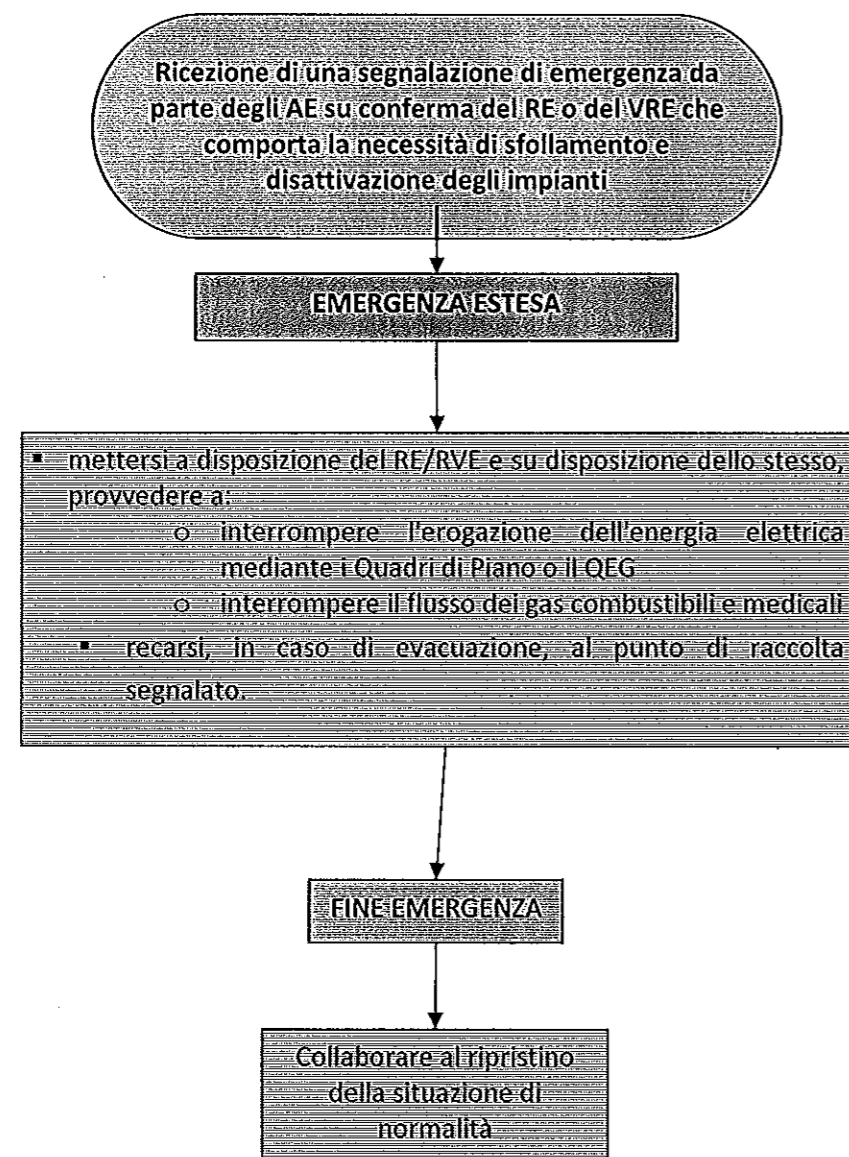 Ricezione di una segnalazione di emergenza da
parte degli AE su conferma del RE o del VRE che
comporta la necessità di sfollamento e
disattivazione degli impianti
EMERGENZA ESTESA
▪ mettersi a disposizione del RE/RVE e su disposizione dello stesso,
provvedere a:
o interrompere l'erogazione dell'energia elettrica
mediante i Quadri di Piano o il QEG
o interrompere il flusso dei gas combustibili e medicali
▪ recarsi, in caso di evacuazione, al punto di raccolta
segnalato.
FINE EMERGENZA
Collaborare al ripristino
della situazione di
normalità